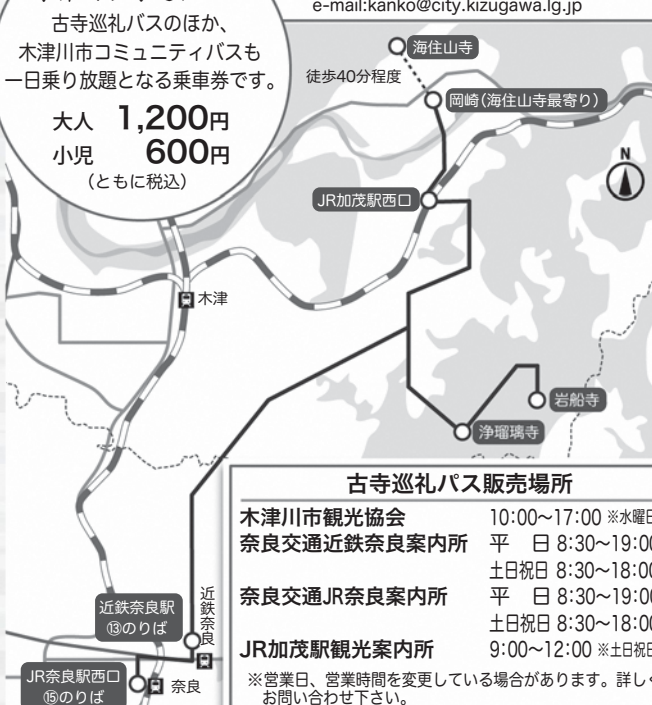 e-mail:kanko@city.kizugawa.lg.jp
古寺巡礼バスのほか、
木津川市コミュニティバスも
一日乗り放題となる乗車券です。
大人 1,200円
小児 600円
(ともに税込)
海住山寺
徒歩40分程度
岡崎(海住山寺最寄り)
N
JR加茂駅西口
木津
岩船寺
浄瑠璃寺
近鉄奈良駅
⑬のりば
近鉄奈良
JR奈良駅西口
⑮のりば
奈良
古寺巡礼パス販売場所
木津川市観光協会 10:00〜17:00 ※水曜日
奈良交通近鉄奈良案内所 平 日 8:30〜19:00
土日祝日 8:30〜18:00
奈良交通JR奈良案内所 平 日 8:30〜19:00
土日祝日 8:30〜18:00
JR加茂駅観光案内所 9:00〜12:00 ※土日祝日
※営業日、営業時間を変更している場合があります。詳しく
お問い合わせ下さい。